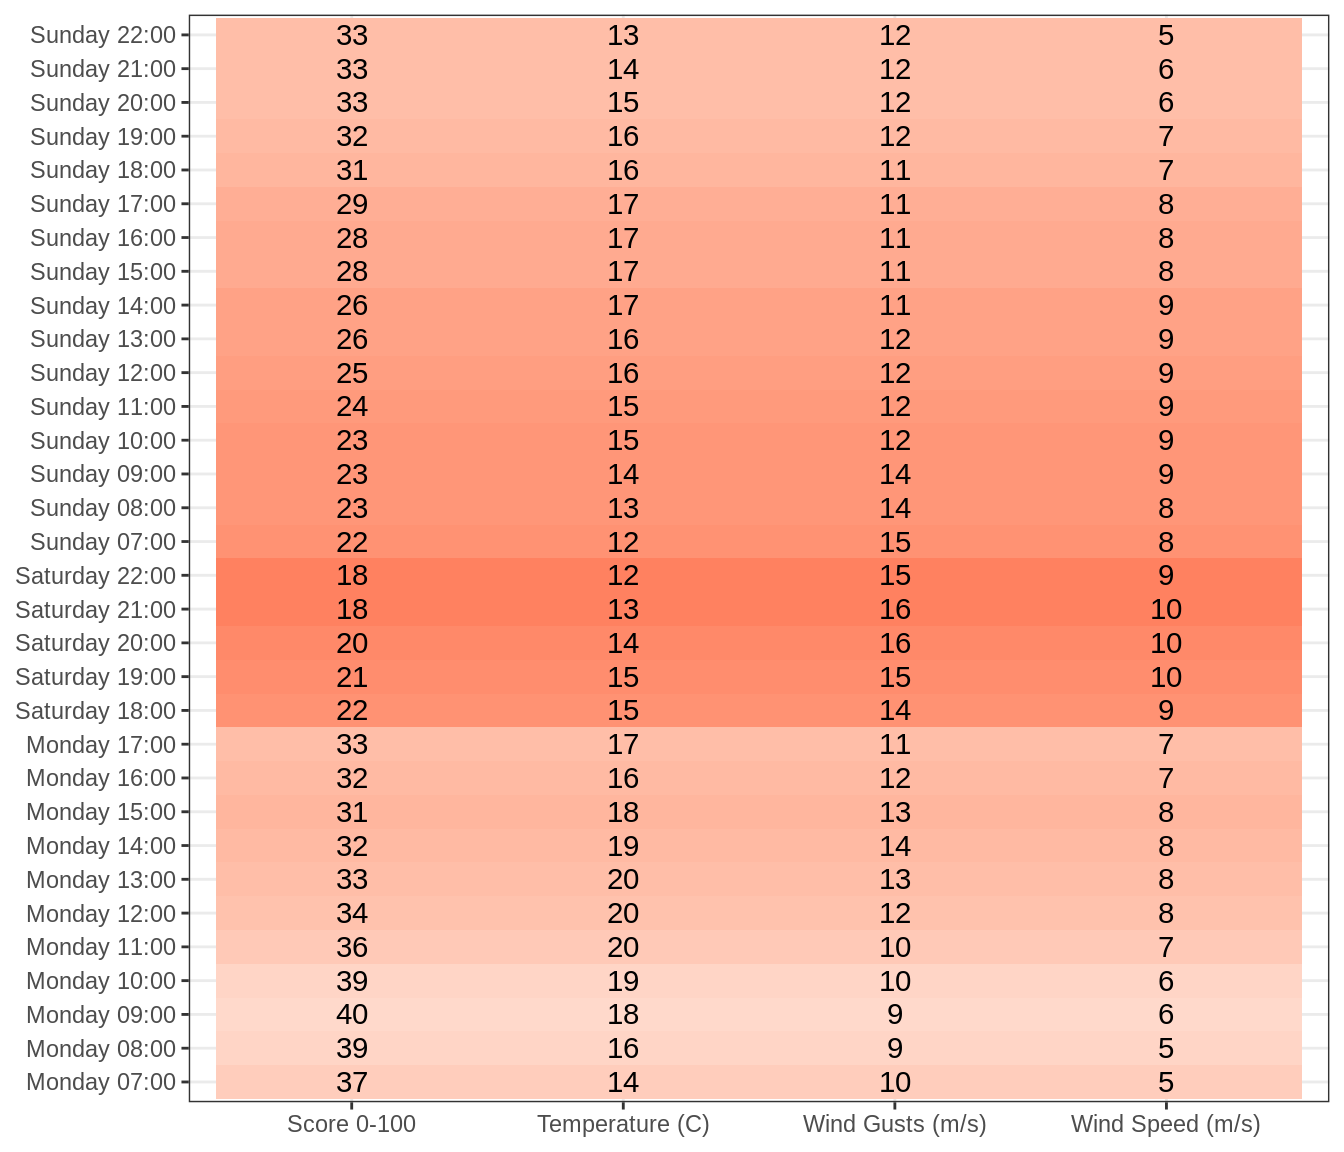 Sunday 22:00 33 13 12 5
Sunday 21:00 33 14 12 6
Sunday 20:00 33 15 12 6
Sunday 19:00 32 16 12 7
Sunday 18:00 31 16 11 7
Sunday 17:00 29 17 11 8
Sunday 16:00 28 17 11 8
Sunday 15:00 28 17 11 8
Sunday 14:00 26 17 11 9
Sunday 13:00 26 16 12 9
Sunday 12:00 25 16 12 9
Sunday 11:00 24 15 12 9
Sunday 10:00 23 15 12 9
Sunday 09:00 23 14 14 9
Sunday 08:00 23 13 14 8
Sunday 07:00 22 12 15 8
Saturday 22:00 18 12 15 9
Saturday 21:00 18 13 16 10
Saturday 20:00 20 14 16 10
Saturday 19:00 21 15 15 10
Saturday 18:00 22 15 14 9
Monday 17:00 33 17 11 7
Monday 16:00 32 16 12 7
Monday 15:00 31 18 13 8
Monday 14:00 32 19 14 8
Monday 13:00 33 20 13 8
Monday 12:00 34 20 12 8
Monday 11:00 36 20 10 7
Monday 10:00 39 19 10 6
Monday 09:00 40 18 9 6
Monday 08:00 39 16 9 5
Monday 07:00 37 14 10 5
Score 0-100 Temperature (C) Wind Gusts (m/s) Wind Speed (m/s)